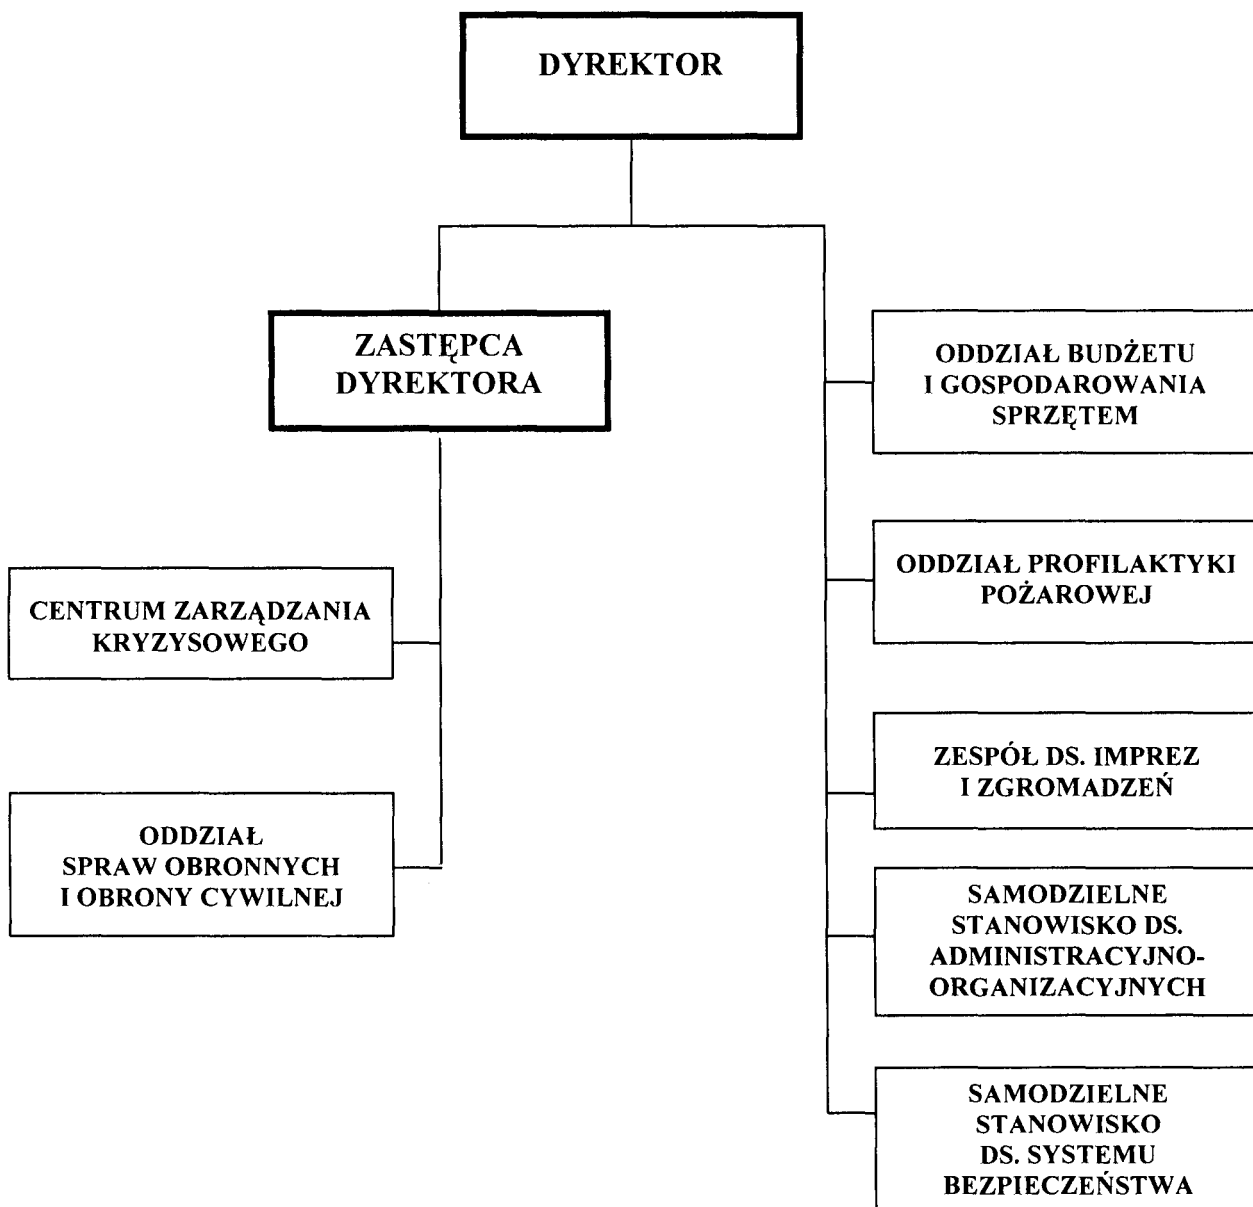 DYREKTOR
ZASTĘPCA
DYREKTORA
CENTRUM ZARZĄDZANIA
KRYZYSOWEGO
ODDZIAŁ
SPRAW OBRONNYCH
I OBRONY CYWILNEJ
ODDZIAŁ BUDŻETU
I GOSPODAROWANIA
SPRZĘTEM
ODDZIAŁ PROFILAKTYKI
POŻAROWEJ
ZESPÓŁ DS. IMPREZ
I ZGROMADZEŃ
SAMODZIELNE
STANOWISKO DS.
ADMINISTRACYJNO-
ORGANIZACYJNYCH
SAMODZIELNE
STANOWISKO
DS. SYSTEMU
BEZPIECZEŃSTWA